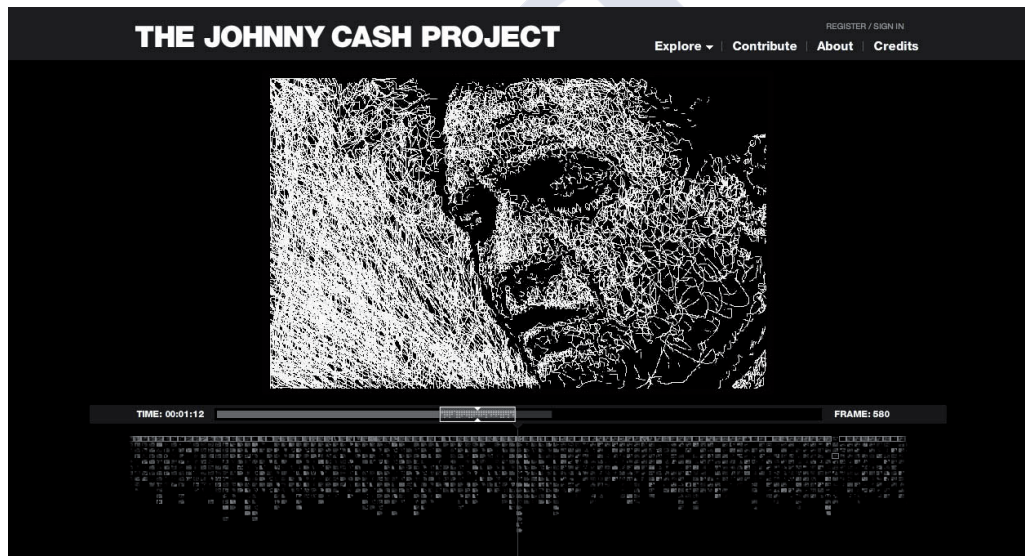 THE JOHNNY CASH PROJECT
REGISTER / SIGN IN
Explore
Contribute
About
Credits
TIME: 00:01:12
FRAME: 580